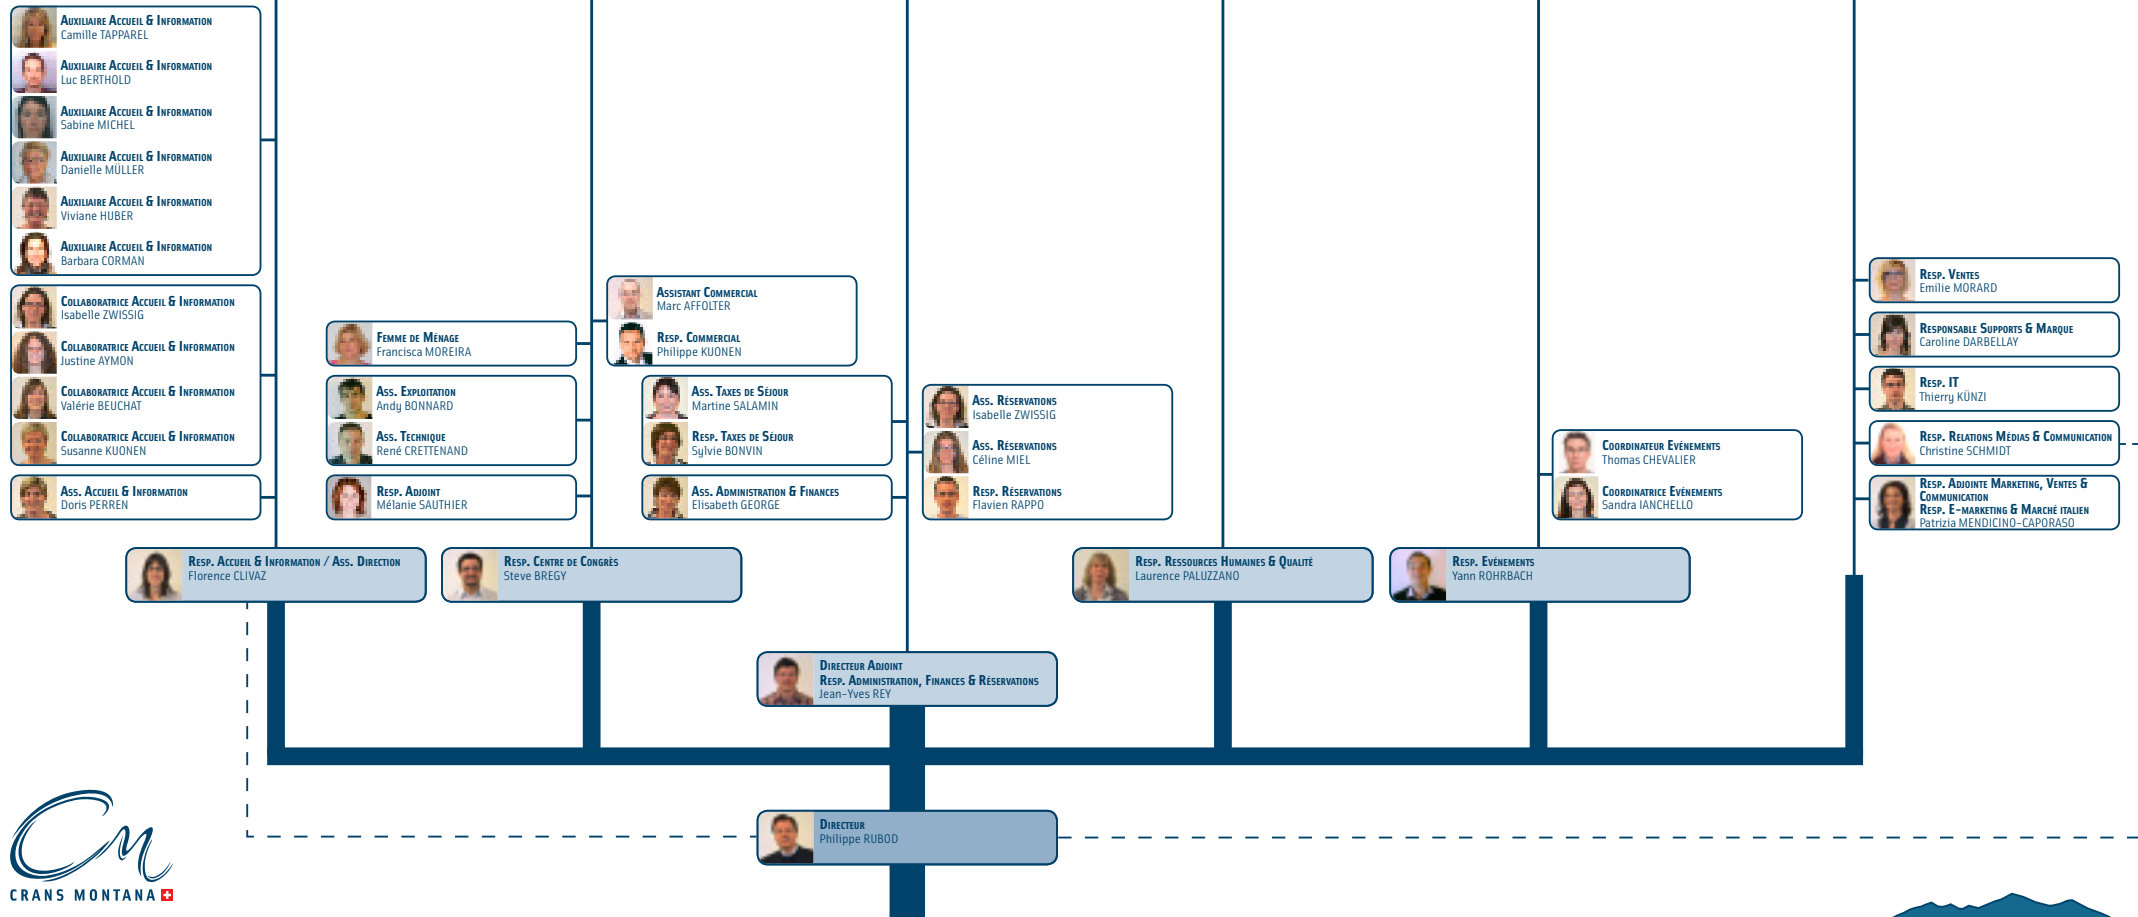 Auxiliaire Accueil & Information
Camille TAPPAREL
Auxiliaire Accueil & Information
Luc BERTHOLD
Auxiliaire Accueil & Information
Sabine MICHEL
Auxiliaire Accueil & Information
Danielle MÜLLER
Auxiliaire Accueil & Information
Viviane HUBER
Auxiliaire Accueil & Information
Barbara CORMAN
Collaboratrice Accueil & Information
Isabelle ZWISSIG
Collaboratrice Accueil & Information
Justine AYMON
Collaboratrice Accueil & Information
Valérie BEUCHAT
Collaboratrice Accueil & Information
Susanne KUONEN
Ass. Accueil & Information
Doris PERREN
Femme de Ménage
Francisca MOREIRA
Ass. Exploitation
Andy BONNARD
Ass. Technique
René CRETTENAND
Resp. Adjoint
Mélanie SAUTHIER
Assistant Commercial
Marc AFFOLTER
Resp. Commercial
Philippe KUONEN
Ass. Taxes de Séjour
Martine SALAMIN
Resp. Taxes de Séjour
Sylvie BONVIN
Ass. Administration & Finances
Elisabeth GEORGE
Ass. Réservations
Isabelle ZWISSIG
Ass. Réservations
Céline MIEL
Resp. Réservations
Flavien RAPPO
Coordinateur Evénements
Thomas CHEVALIER
Coordinatrice Evénements
Sandra IANCHELLO
Resp. Ventes
Emilie MORARD
Responsable Supports & Marque
Caroline DARBELLAY
Resp. IT
Thierry KÜNZI
Resp. Relations Médias & Communication
Christine SCHMIDT
Resp. Adjointe Marketing, Ventes &
Communication
Resp. E-marketing & Marché italien
Patrizia MENDICINO-CAPORASO
Resp. Accueil & Information / Ass. Direction
Florence CLIVAZ
Resp. Centre de Congrès
Steve BREGY
Resp. Ressources Humaines & Qualité
Laurence PALUZZANO
Resp. Evénements
Yann ROHRBACH
Directeur Adjoint
Resp. Administration, Finances & Réservations
Jean-Yves REY
Directeur
Philippe RUBOD
CM
CRANS MONTANA